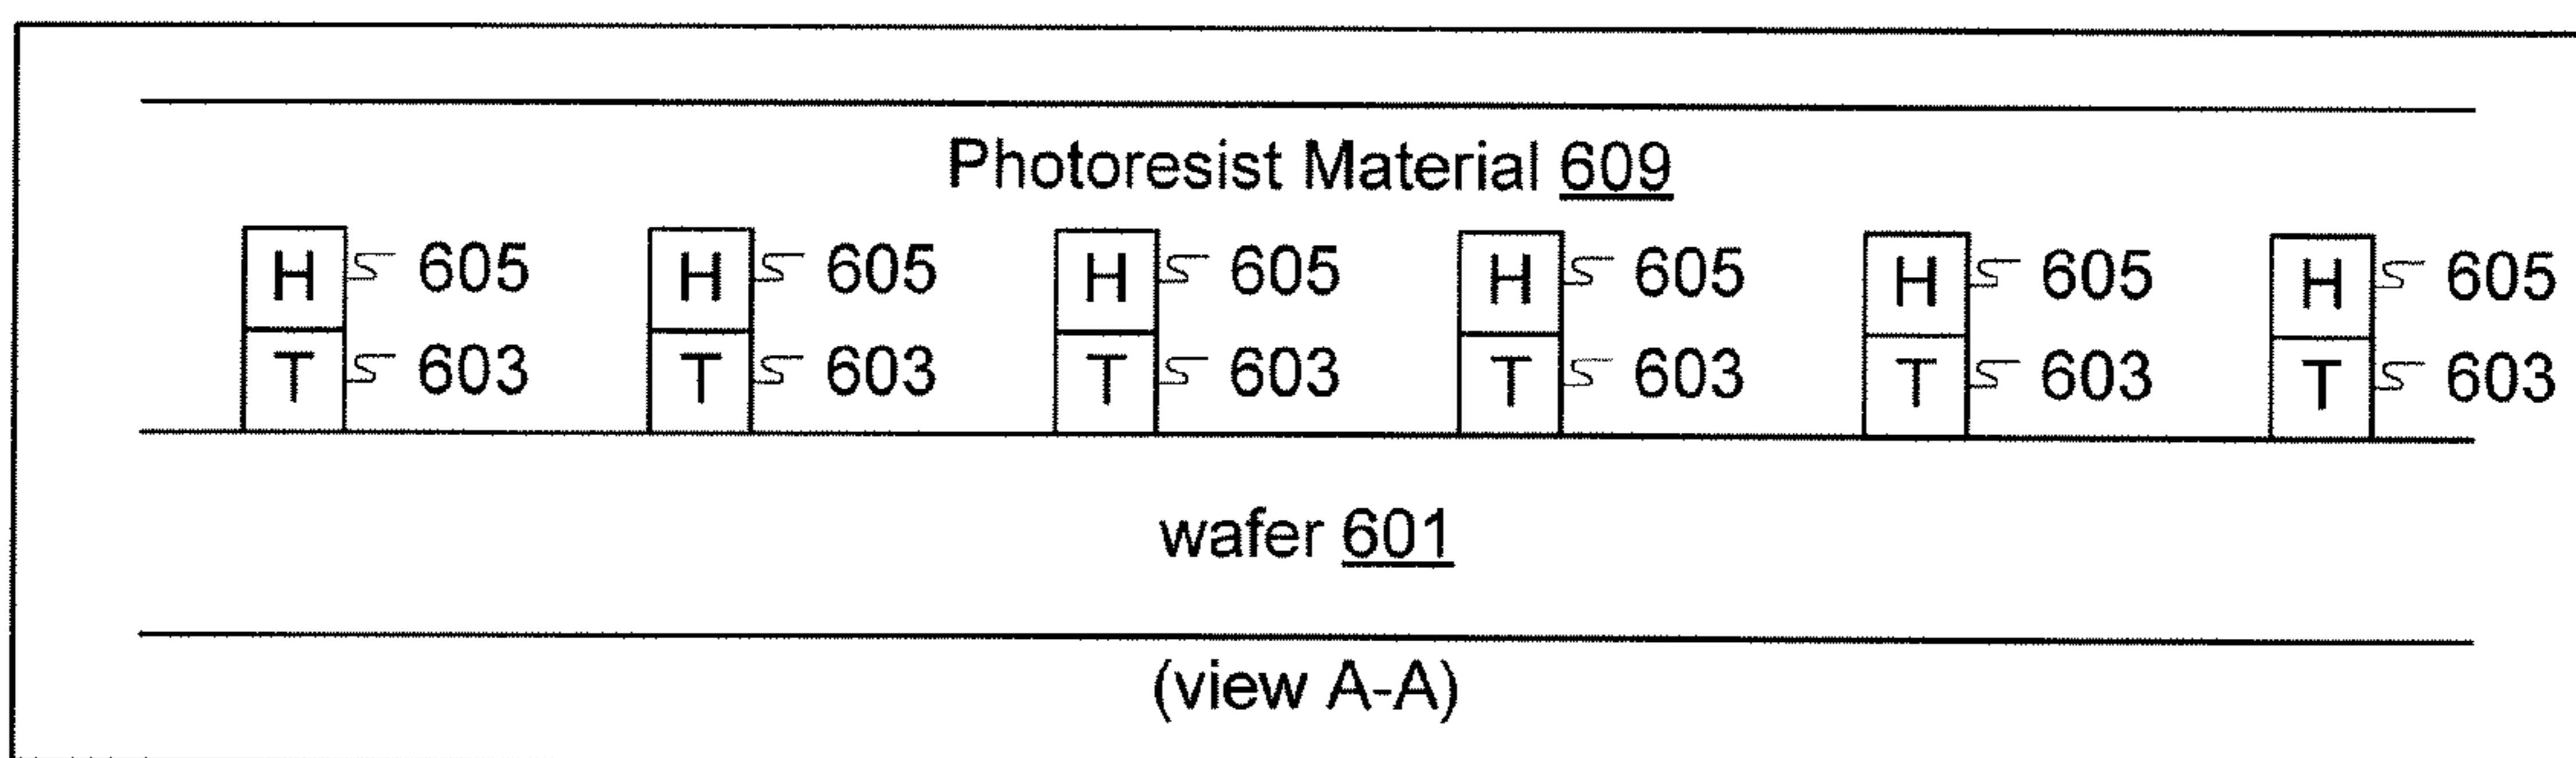 Photoresist Material 609
H 605 H 605 H 605 H 605 H 605 H 605
T 603 T 603 T 603 T 603 T 603 T 603
wafer 601
(view A-A)